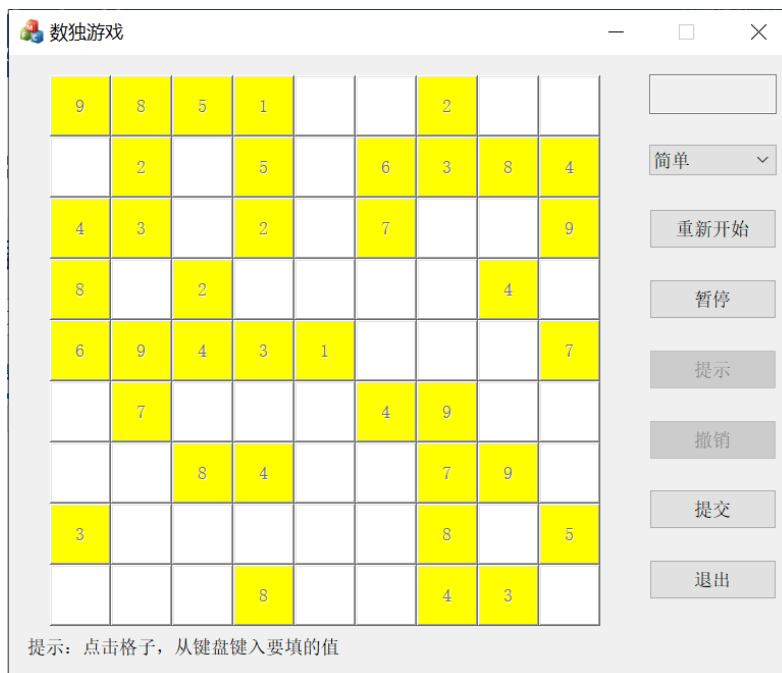 数独游戏
9 8 5 1 2
2 5 6 3 8 4
4 3 2 7 9
8 2 4
6 9 4 3 1 7
7 4 9
8 4 7 9
3 8 5
8 4 3
简单
重新开始
暂停
提示
撤销
提交
退出
提示：点击格子，从键盘键入要填的值